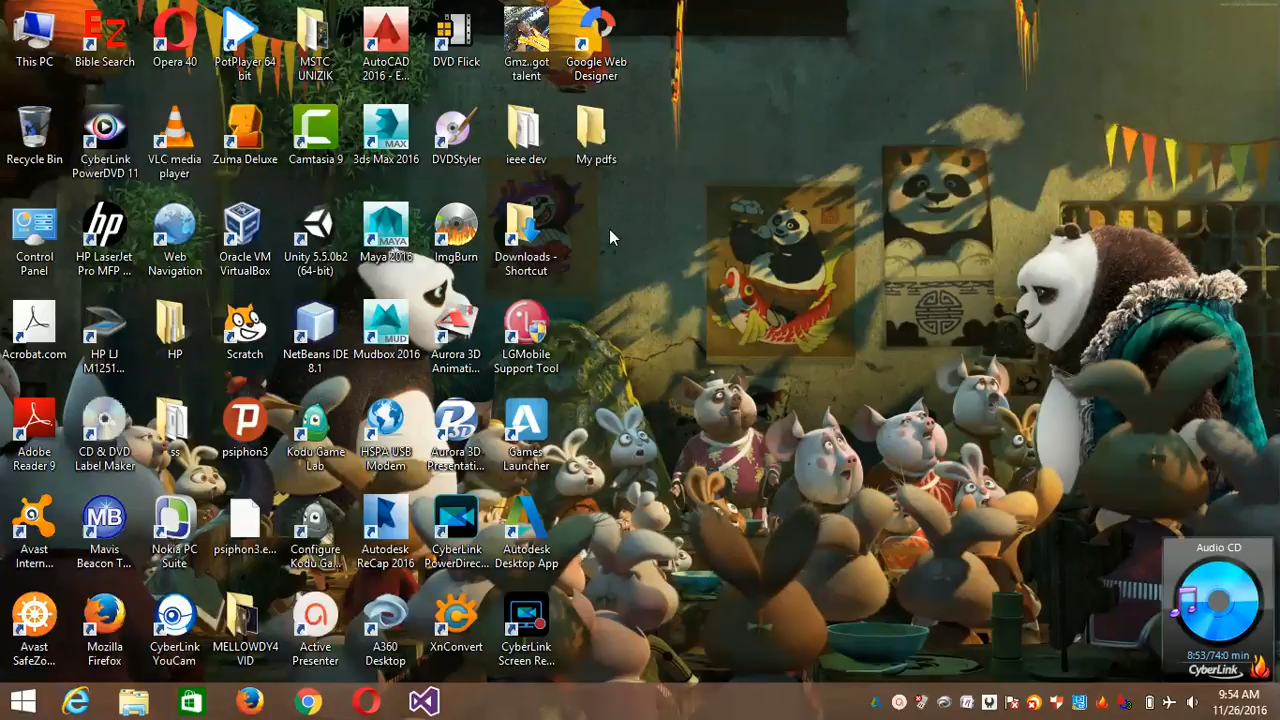 This PC
Bible Search
Opera 40
PotPlayer 64 bit
MSTC UNIZIK
AutoCAD 2016 - E...
DVD Flick
Gmz..got talent
Google Web Designer
Recycle Bin
CyberLink PowerDVD 11
VLC media player
Zuma Deluxe
Camtasia 9
3ds Max 2016
DVDStyler
ieee dev
My pdfs
Control Panel
HP LaserJet Pro MFP ...
Web Navigation
Oracle VM VirtualBox
Unity 5.5.0b2 (64-bit)
Maya 2016
ImgBurn
Downloads - Shortcut
Acrobat.com
HP LJ M1251...
HP
Scratch
NetBeans IDE 8.1
Mudbox 2016
Aurora 3D Animati...
LGMobile Support Tool
Adobe Reader 9
CD & DVD Label Maker
ss
psiphon3
Kodu Game Lab
HSPA USB Modem
Aurora 3D Presentati...
Games Launcher
Avast Intern...
Mavis Beacon T...
Nokia PC Suite
psiphon3.e...
Configure Kodu Ga...
Autodesk ReCap 2016
CyberLink PowerDirec...
Autodesk Desktop App
Avast SafeZo...
Mozilla Firefox
CyberLink YouCam
MELLOWDY4 VID
Active Presenter
A360 Desktop
XnConvert
CyberLink Screen Re...
Ez
hp
MAX
MAYA
MUD
MB
Audio CD
8:53/74:0 min
CyberLink
9:54 AM
11/26/2016